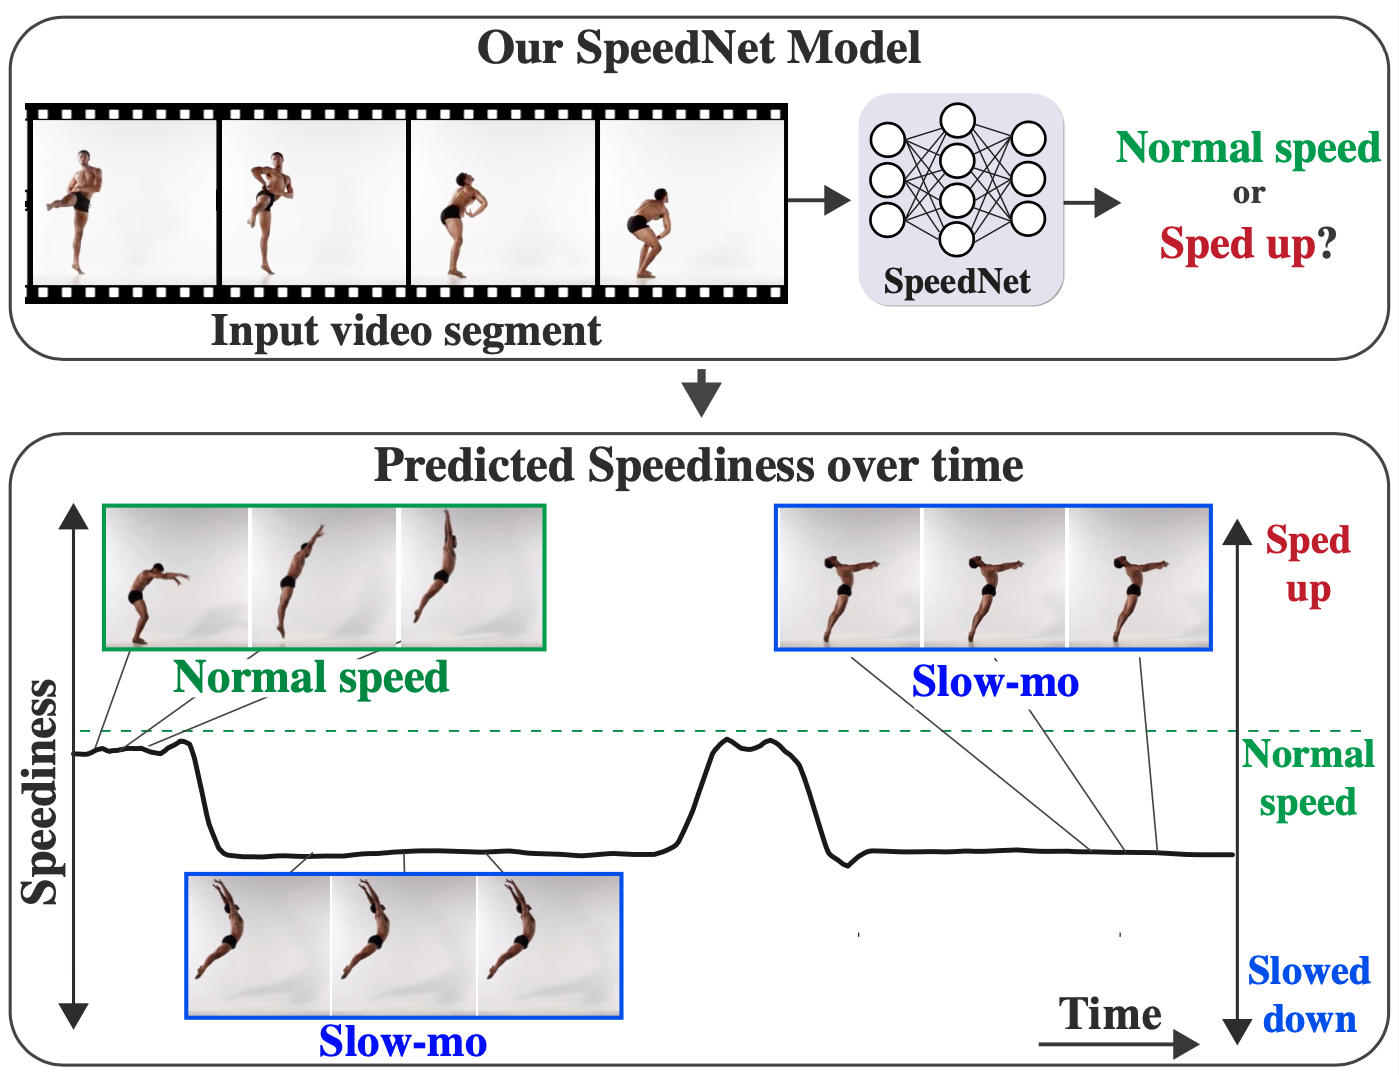 Our SpeedNet Model
Normal speed
or
Sped up?
SpeedNet
Input video segment
Predicted Speediness over time
Speediness
Normal speed
Slow-mo
Slow-mo
Sped
up
Normal
speed
Slowed
down
Time